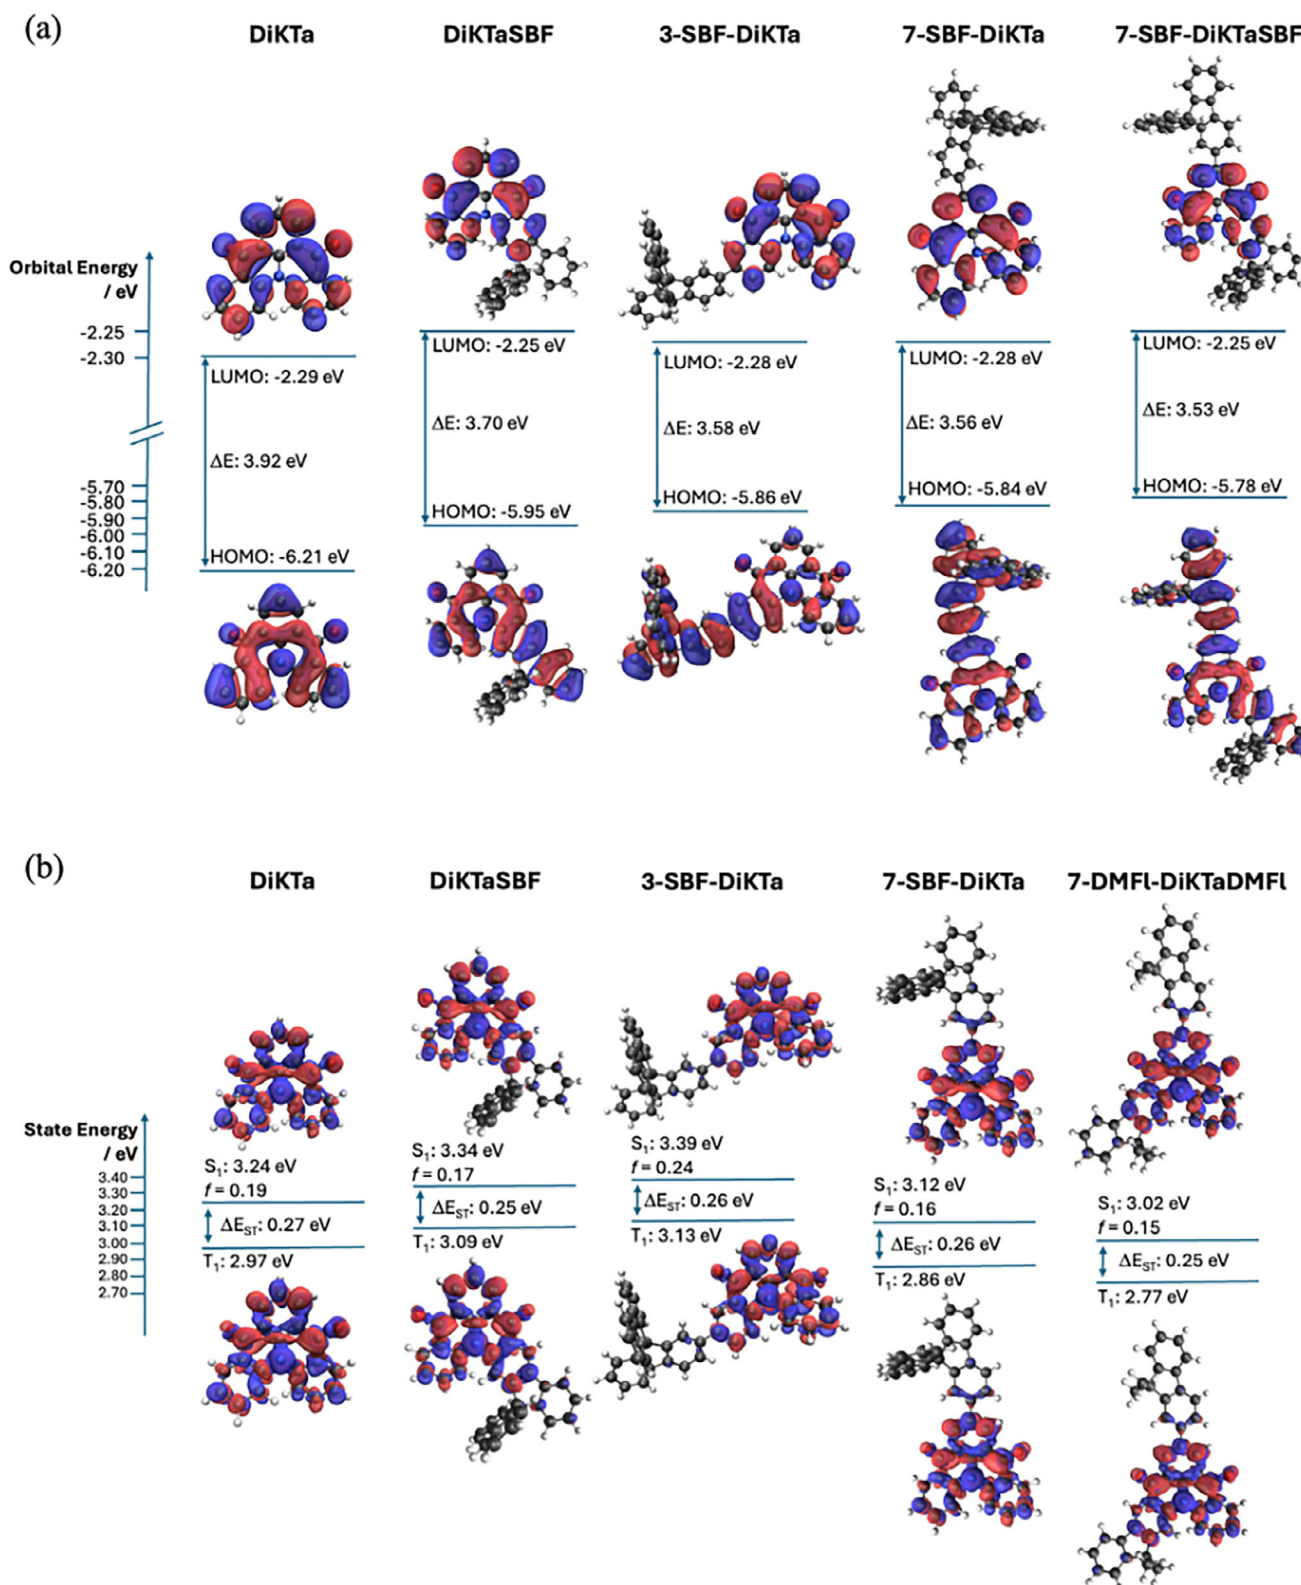 (a)
DiKTa DiKTaSBF 3-SBF-DiKTa 7-SBF-DiKTa 7-SBF-DiKTaSBF
Orbital Energy
/ eV
-2.25
-2.30
-5.70
-5.80
-5.90
-6.00
-6.10
-6.20
LUMO: -2.29 eV
ΔE: 3.92 eV
HOMO: -6.21 eV
LUMO: -2.25 eV
ΔE: 3.70 eV
HOMO: -5.95 eV
LUMO: -2.28 eV
ΔE: 3.58 eV
HOMO: -5.86 eV
LUMO: -2.28 eV
ΔE: 3.56 eV
HOMO: -5.84 eV
LUMO: -2.25 eV
ΔE: 3.53 eV
HOMO: -5.78 eV
(b)
DiKTa DiKTaSBF 3-SBF-DiKTa 7-SBF-DiKTa 7-DMFl-DiKTaDMFl
State Energy
/ eV
3.40
3.30
3.20
3.10
3.00
2.90
2.80
2.70
S₁: 3.24 eV
f = 0.19
ΔE_ST: 0.27 eV
T₁: 2.97 eV
S₁: 3.34 eV
f = 0.17
ΔE_ST: 0.25 eV
T₁: 3.09 eV
S₁: 3.39 eV
f = 0.24
ΔE_ST: 0.26 eV
T₁: 3.13 eV
S₁: 3.12 eV
f = 0.16
ΔE_ST: 0.26 eV
T₁: 2.86 eV
S₁: 3.02 eV
f = 0.15
ΔE_ST: 0.25 eV
T₁: 2.77 eV